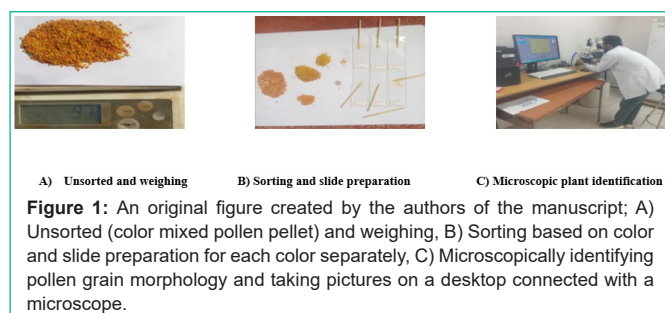 A) Unsorted and weighing B) Sorting and slide preparation C) Microscopic plant identification
Figure 1: An original figure created by the authors of the manuscript; A)
Unsorted (color mixed pollen pellet) and weighing, B) Sorting based on color
and slide preparation for each color separately, C) Microscopically identifying
pollen grain morphology and taking pictures on a desktop connected with a
microscope.